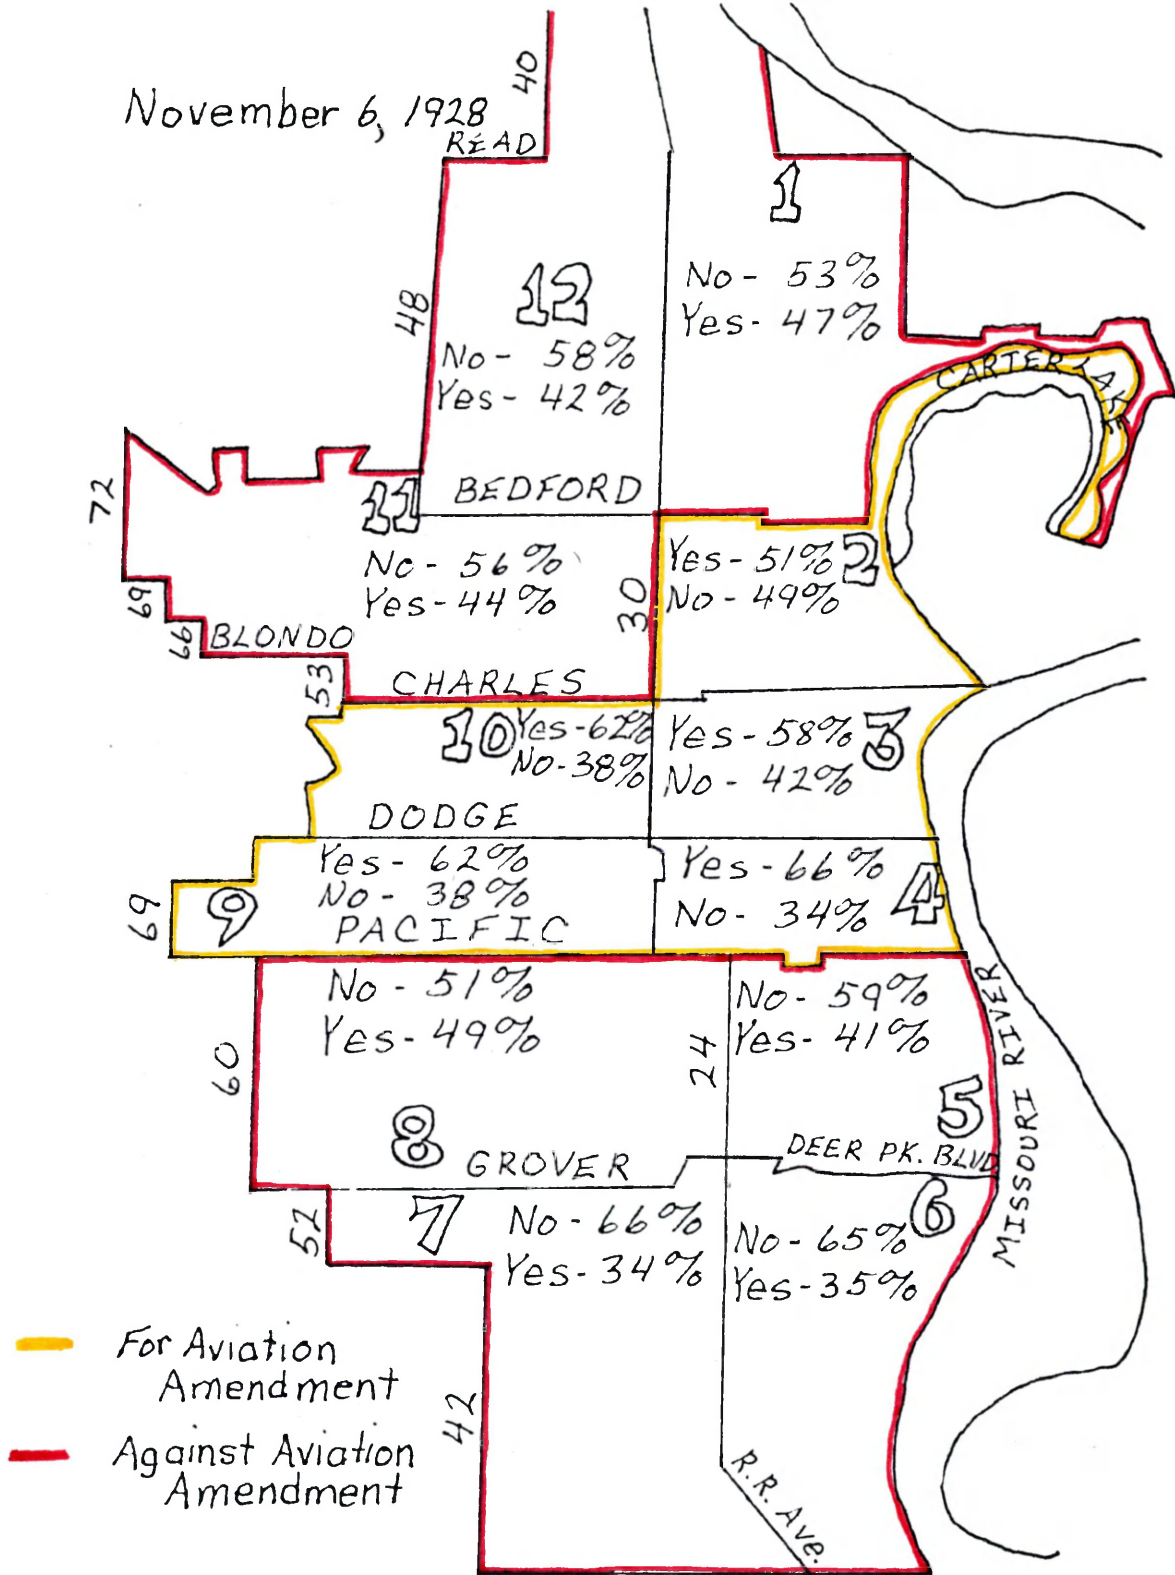 40
November 6, 1928
READ
1
No - 53%
Yes - 47%
48
12
No - 58%
Yes - 42%
CARTER LAKE
72
11
BEDFORD
No - 56%
Yes - 44%
30
Yes - 51%
No - 49%
2
69
66
BLONDO
53
CHARLES
10
Yes - 62%
No - 38%
Yes - 58%
No - 42%
3
DODGE
Yes - 62%
No - 38%
PACIFIC
69
9
Yes - 66%
No - 34%
4
No - 51%
Yes - 49%
60
8
GROVER
24
No - 59%
Yes - 41%
5
DEER PK. BLVD
MISSOURI RIVER
52
7
No - 66%
Yes - 34%
6
No - 65%
Yes - 35%
For Aviation
Amendment
42
Against Aviation
Amendment
R.R. Ave.